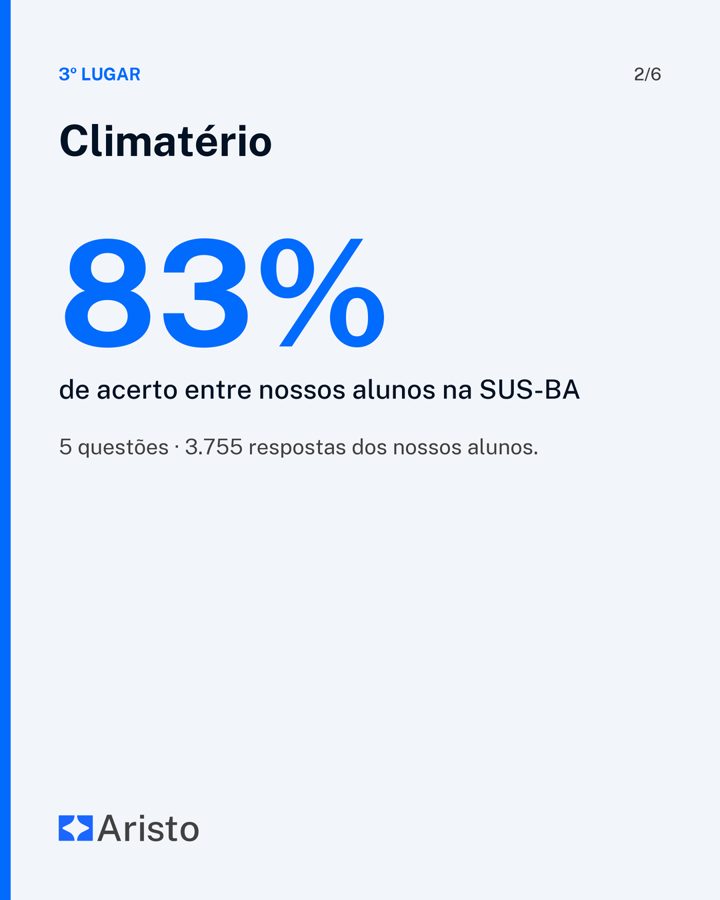 3º LUGAR
2/6
Climatério
83%
de acerto entre nossos alunos na SUS-BA
5 questões · 3.755 respostas dos nossos alunos.
Aristo